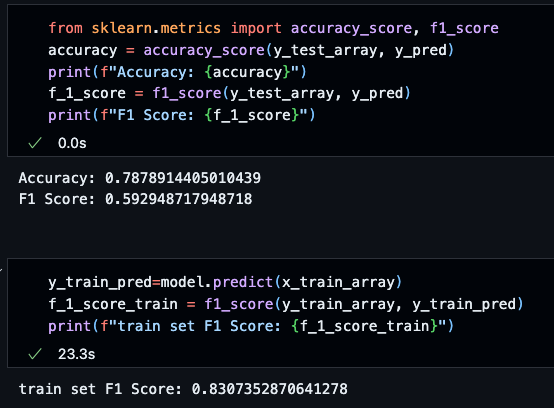 from sklearn.metrics import accuracy_score, f1_score
accuracy = accuracy_score(y_test_array, y_pred)
print(f"Accuracy: {accuracy}")
f_1_score = f1_score(y_test_array, y_pred)
print(f"F1 Score: {f_1_score}")
✓ 0.0s
Accuracy: 0.7878914405010439
F1 Score: 0.592948717948718
y_train_pred=model.predict(x_train_array)
f_1_score_train = f1_score(y_train_array, y_train_pred)
print(f"train set F1 Score: {f_1_score_train}")
✓ 23.3s
train set F1 Score: 0.8307352870641278